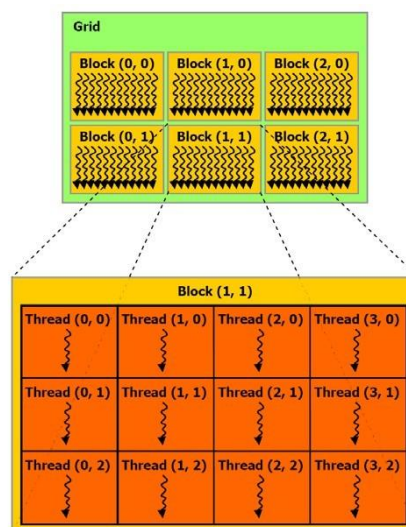 Grid
Block (0, 0) Block (1, 0) Block (2, 0)
Block (0, 1) Block (1, 1) Block (2, 1)
Block (1, 1)
Thread (0, 0) Thread (1, 0) Thread (2, 0) Thread (3, 0)
Thread (0, 1) Thread (1, 1) Thread (2, 1) Thread (3, 1)
Thread (0, 2) Thread (1, 2) Thread (2, 2) Thread (3, 2)